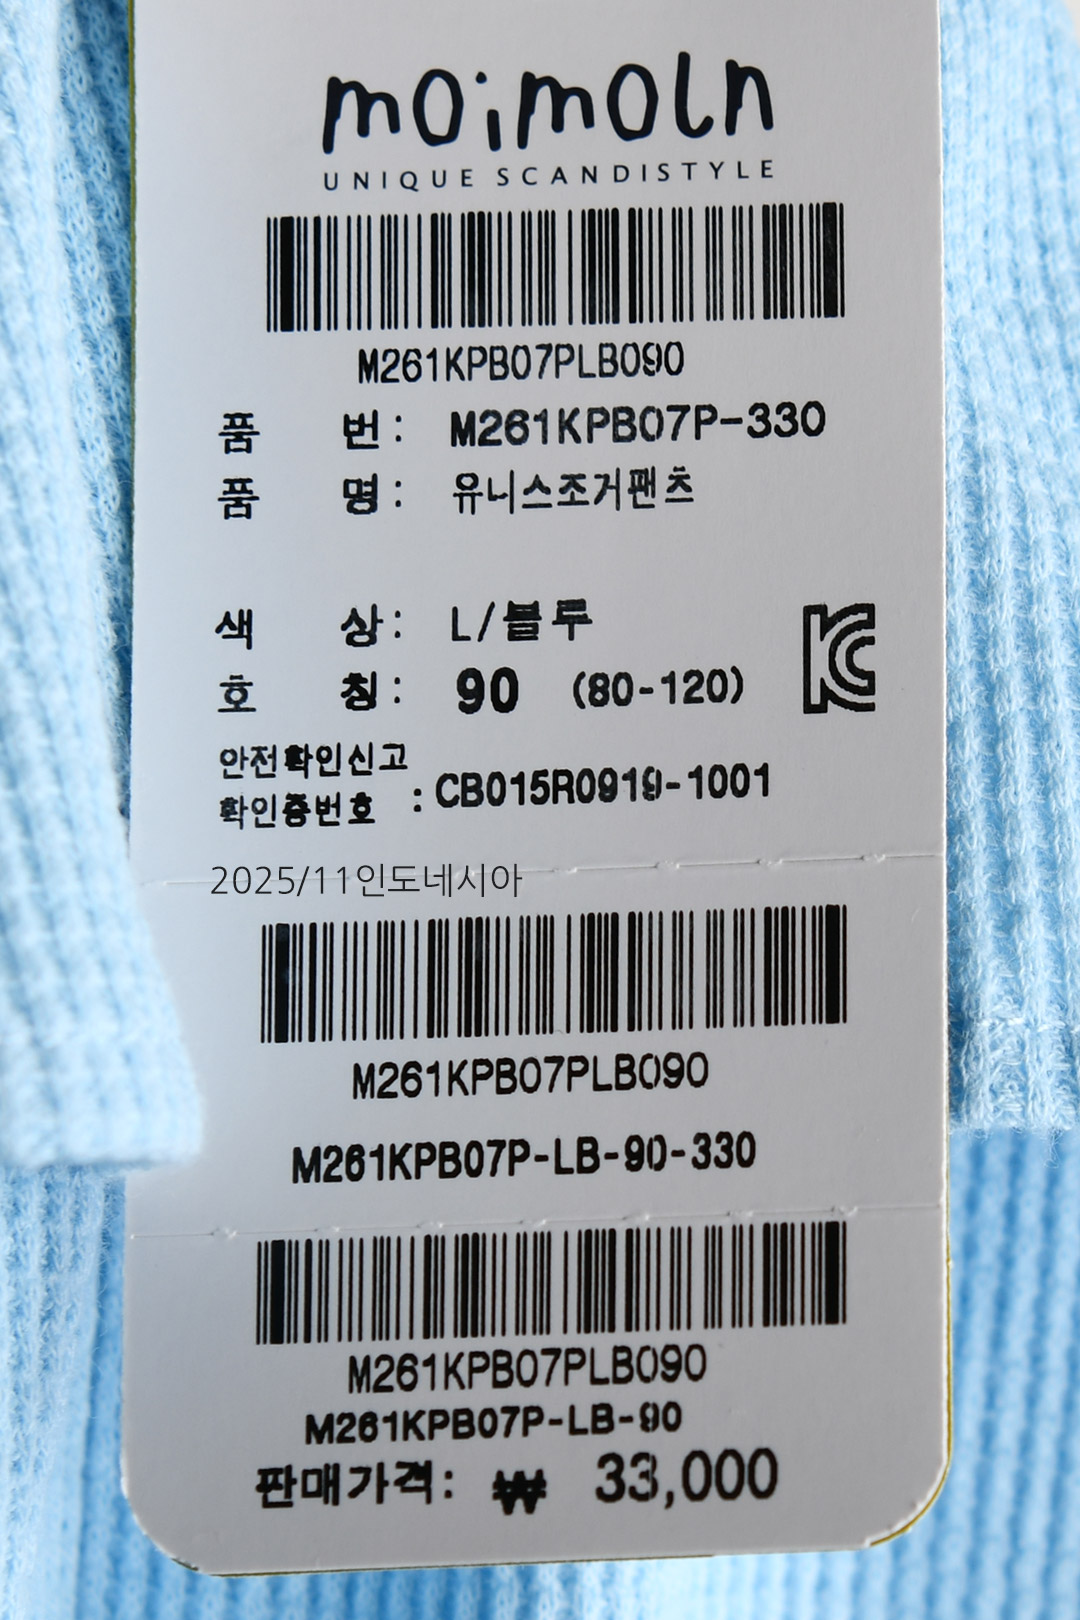 moimoln
UNIQUE SCANDISTYLE
M261KPB07PLB090
품 번: M261KPB07P-330
품 명: 유니스조거팬츠
색 상: L/블루
호 칭: 90 (80-120)
안전확인신고
확인증번호 : CB015R0919-1001
2025/11인도네시아
M261KPB07PLB090
M261KPB07P-LB-90-330
M261KPB07PLB090
M261KPB07P-LB-90
판매가격: ₩ 33,000